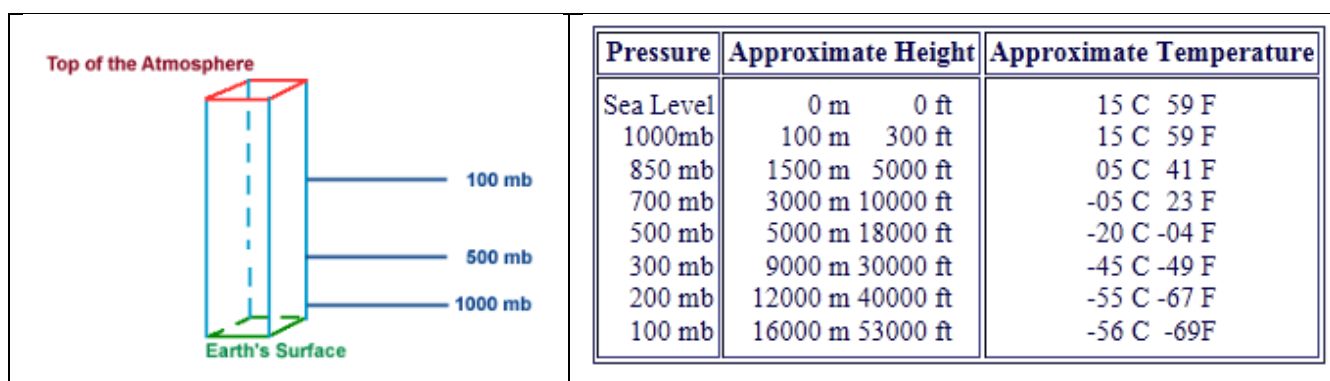 Top of the Atmosphere
100 mb
500 mb
1000 mb
Earth's Surface
Pressure Approximate Height Approximate Temperature
Sea Level 0 m 0 ft 15 C 59 F
1000mb 100 m 300 ft 15 C 59 F
850 mb 1500 m 5000 ft 05 C 41 F
700 mb 3000 m 10000 ft -05 C 23 F
500 mb 5000 m 18000 ft -20 C -04 F
300 mb 9000 m 30000 ft -45 C -49 F
200 mb 12000 m 40000 ft -55 C -67 F
100 mb 16000 m 53000 ft -56 C -69F